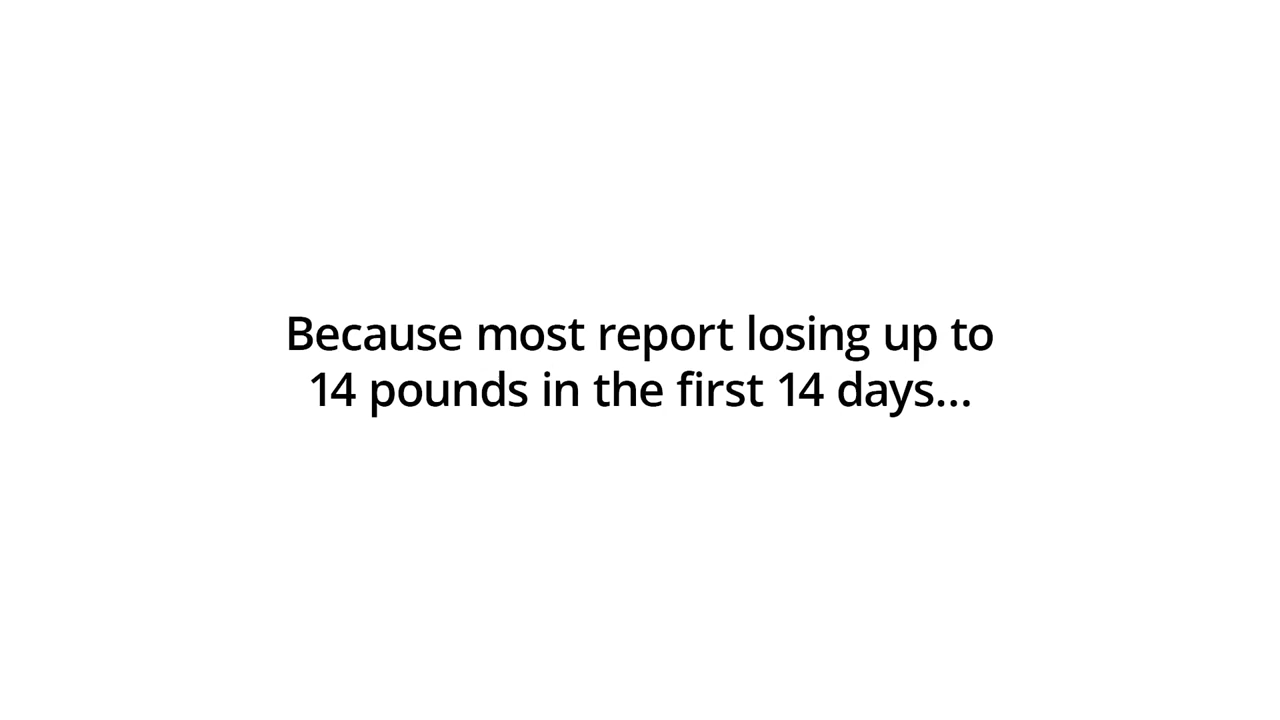 Because most report losing up to
14 pounds in the first 14 days...